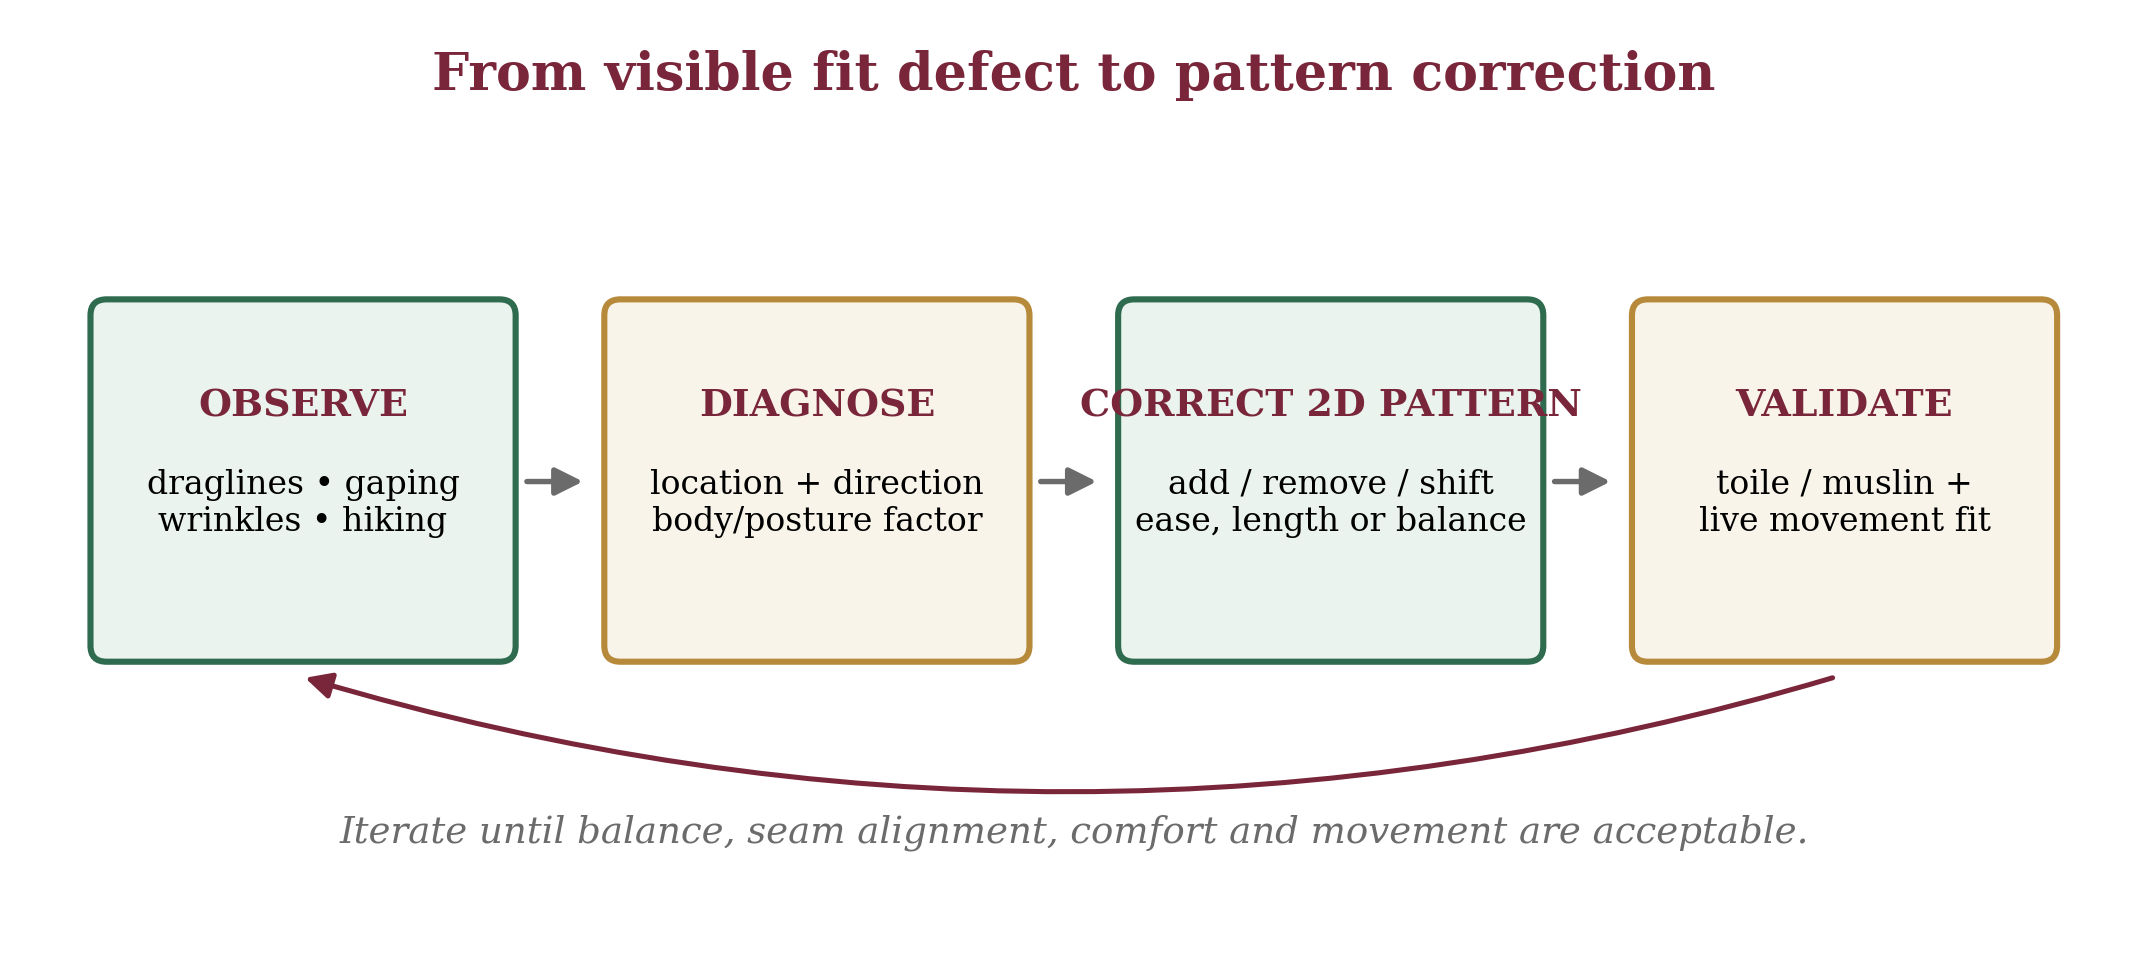 From visible fit defect to pattern correction
OBSERVE
draglines • gaping
wrinkles • hiking
DIAGNOSE
location + direction
body/posture factor
CORRECT 2D PATTERN
add / remove / shift
ease, length or balance
VALIDATE
toile / muslin +
live movement fit
Iterate until balance, seam alignment, comfort and movement are acceptable.